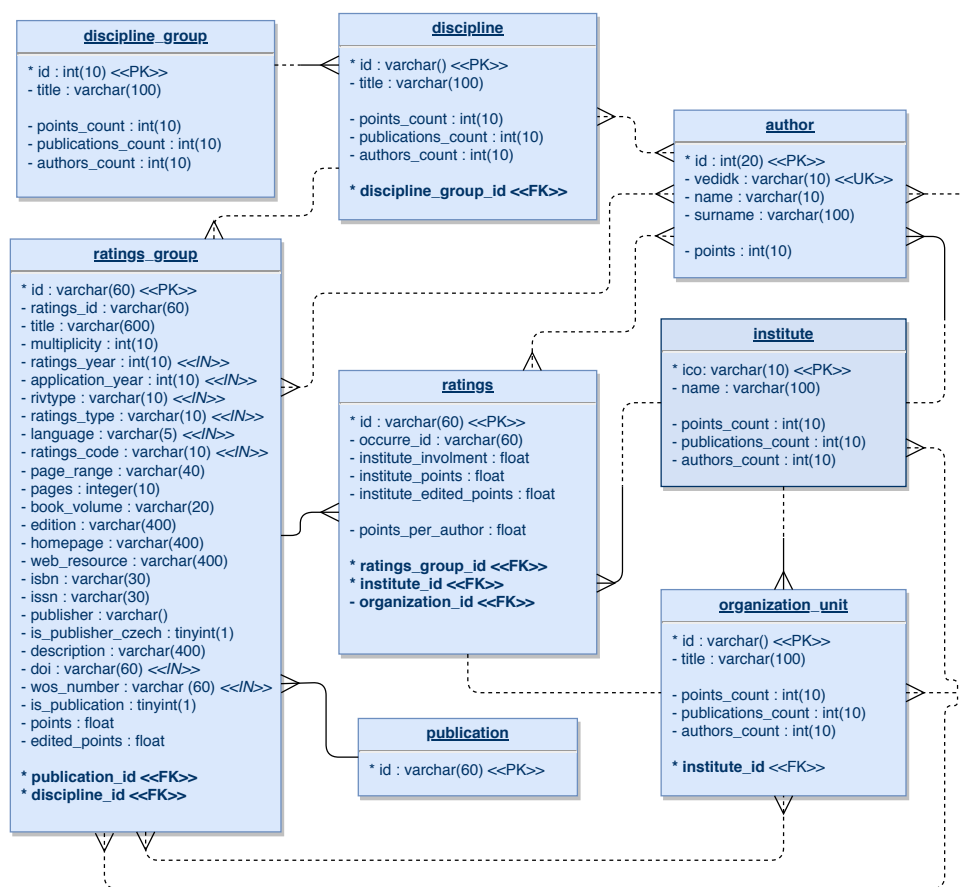 discipline_group
* id : int(10) <<PK>>
- title : varchar(100)
- points_count : int(10)
- publications_count : int(10)
- authors_count : int(10)
discipline
* id : varchar() <<PK>>
- title : varchar(100)
- points_count : int(10)
- publications_count : int(10)
- authors_count : int(10)
* discipline_group_id <<FK>>
author
* id : int(20) <<PK>>
- vedidk : varchar(10) <<UK>>
- name : varchar(10)
- surname : varchar(100)
- points : int(10)
ratings_group
* id : varchar(60) <<PK>>
- ratings_id : varchar(60)
- title : varchar(600)
- multiplicity : int(10)
- ratings_year : int(10) <<IN>>
- application_year : int(10) <<IN>>
- rivtype : varchar(10) <<IN>>
- ratings_type : varchar(10) <<IN>>
- language : varchar(5) <<IN>>
- ratings_code : varchar(10) <<IN>>
- page_range : varchar(40)
- pages : integer(10)
- book_volume : varchar(20)
- edition : varchar(400)
- homepage : varchar(400)
- web_resource : varchar(400)
- isbn : varchar(30)
- issn : varchar(30)
- publisher : varchar()
- is_publisher_czech : tinyint(1)
- description : varchar(400)
- doi : varchar(60) <<IN>>
- wos_number : varchar (60) <<IN>>
- is_publication : tinyint(1)
- points : float
- edited_points : float
* publication_id <<FK>>
* discipline_id <<FK>>
ratings
* id : varchar(60) <<PK>>
- occurre_id : varchar(60)
- institute_involment : float
- institute_points : float
- institute_edited_points : float
- points_per_author : float
* ratings_group_id <<FK>>
* institute_id <<FK>>
- organization_id <<FK>>
institute
* ico: varchar(10) <<PK>>
- name : varchar(100)
- points_count : int(10)
- publications_count : int(10)
- authors_count : int(10)
organization_unit
* id : varchar() <<PK>>
- title : varchar(100)
- points_count : int(10)
- publications_count : int(10)
- authors_count : int(10)
* institute_id <<FK>>
publication
* id : varchar(60) <<PK>>